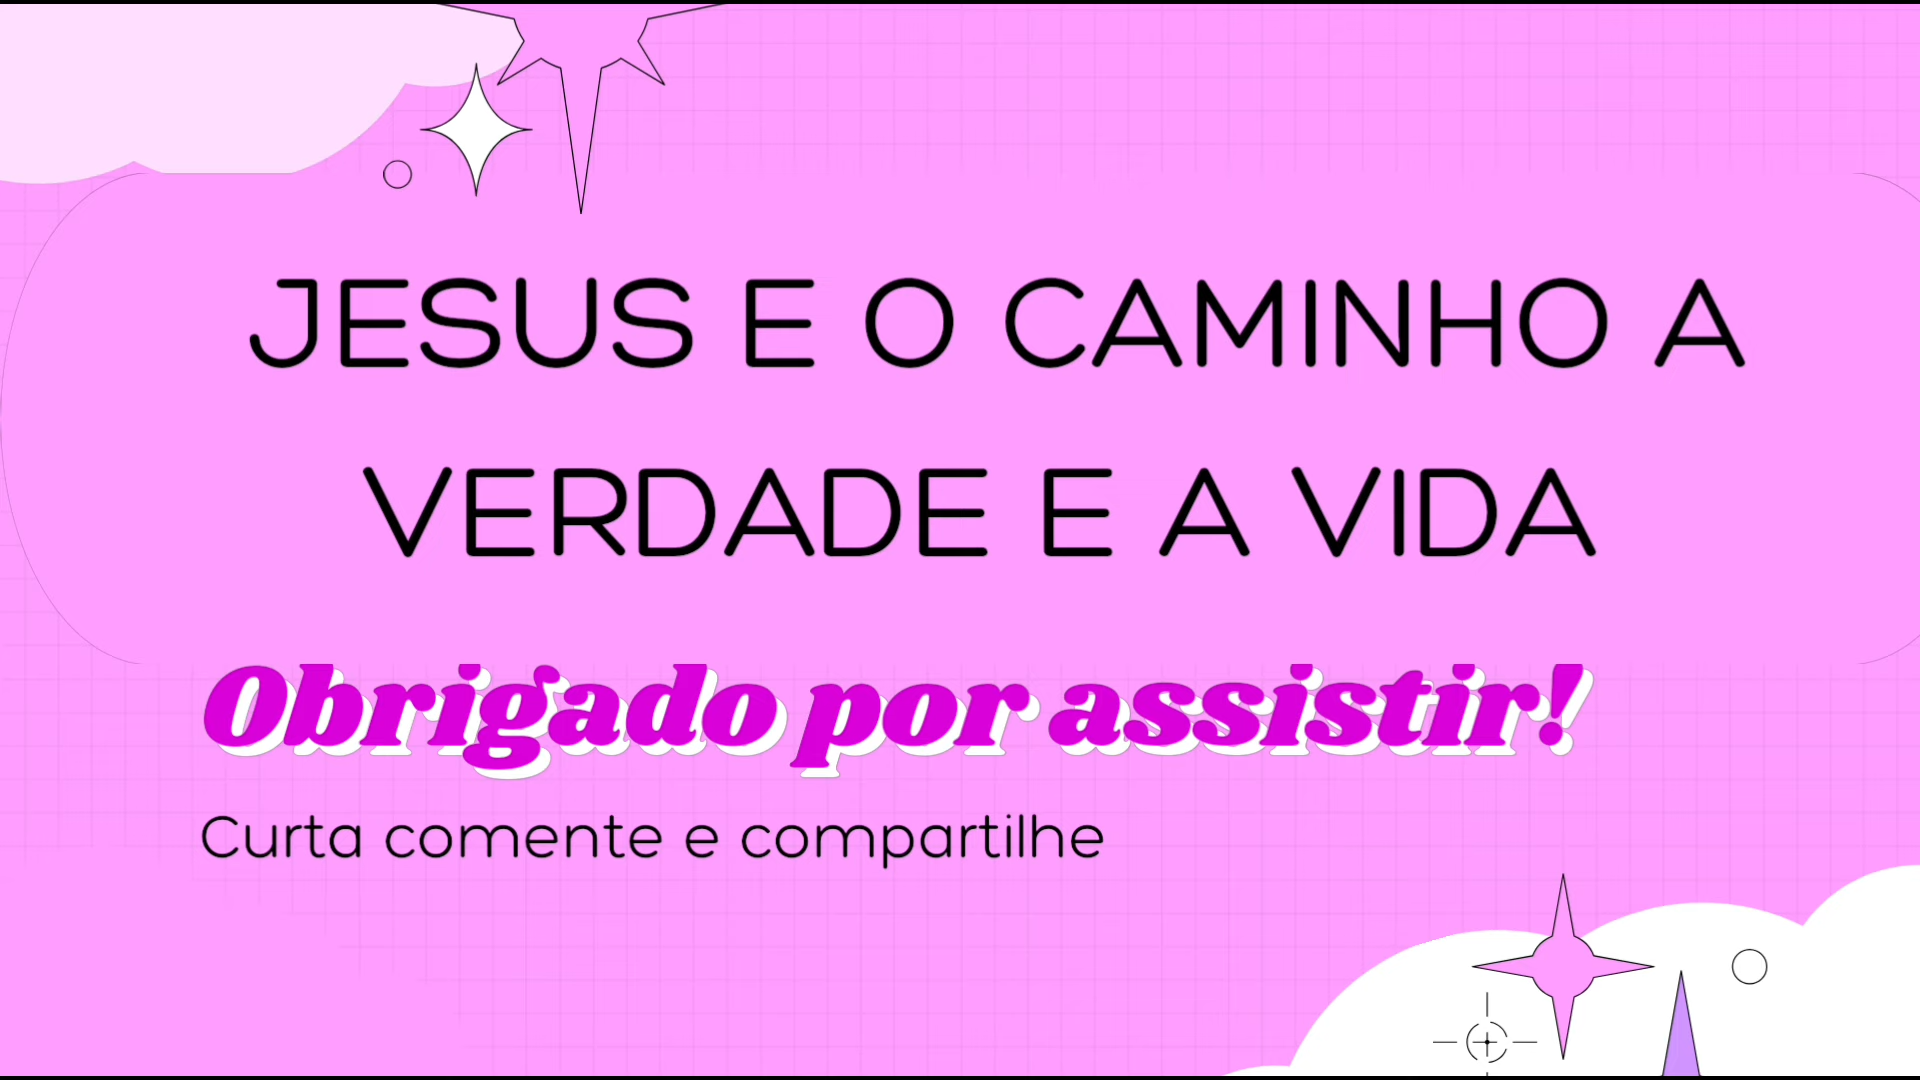 JESUS E O CAMINHO A
VERDADE E A VIDA
Obrigado por assistir!
Curta comente e compartilhe